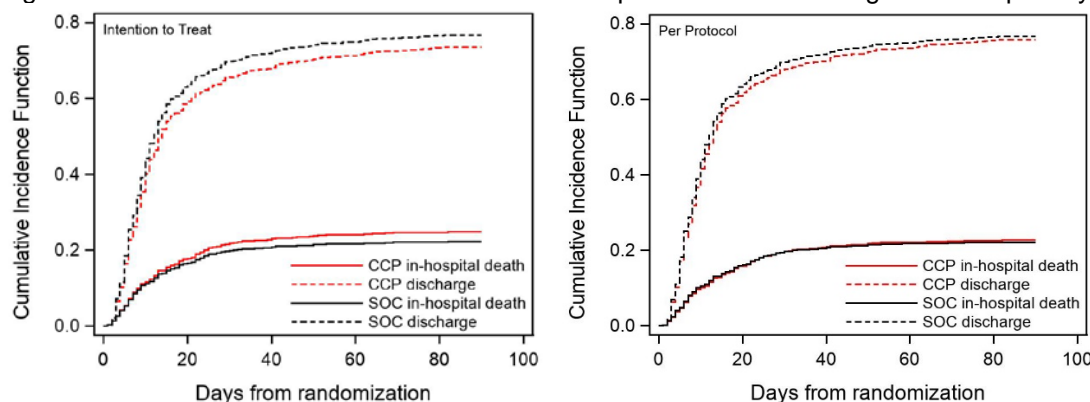 Intention to Treat
Cumulative Incidence Function
0.8
0.6
0.4
0.2
0.0
CCP in-hospital death
CCP discharge
SOC in-hospital death
SOC discharge
0 20 40 60 80 100
Days from randomization
Per Protocol
Cumulative Incidence Function
0.8
0.6
0.4
0.2
0.0
CCP in-hospital death
CCP discharge
SOC in-hospital death
SOC discharge
0 20 40 60 80 100
Days from randomization